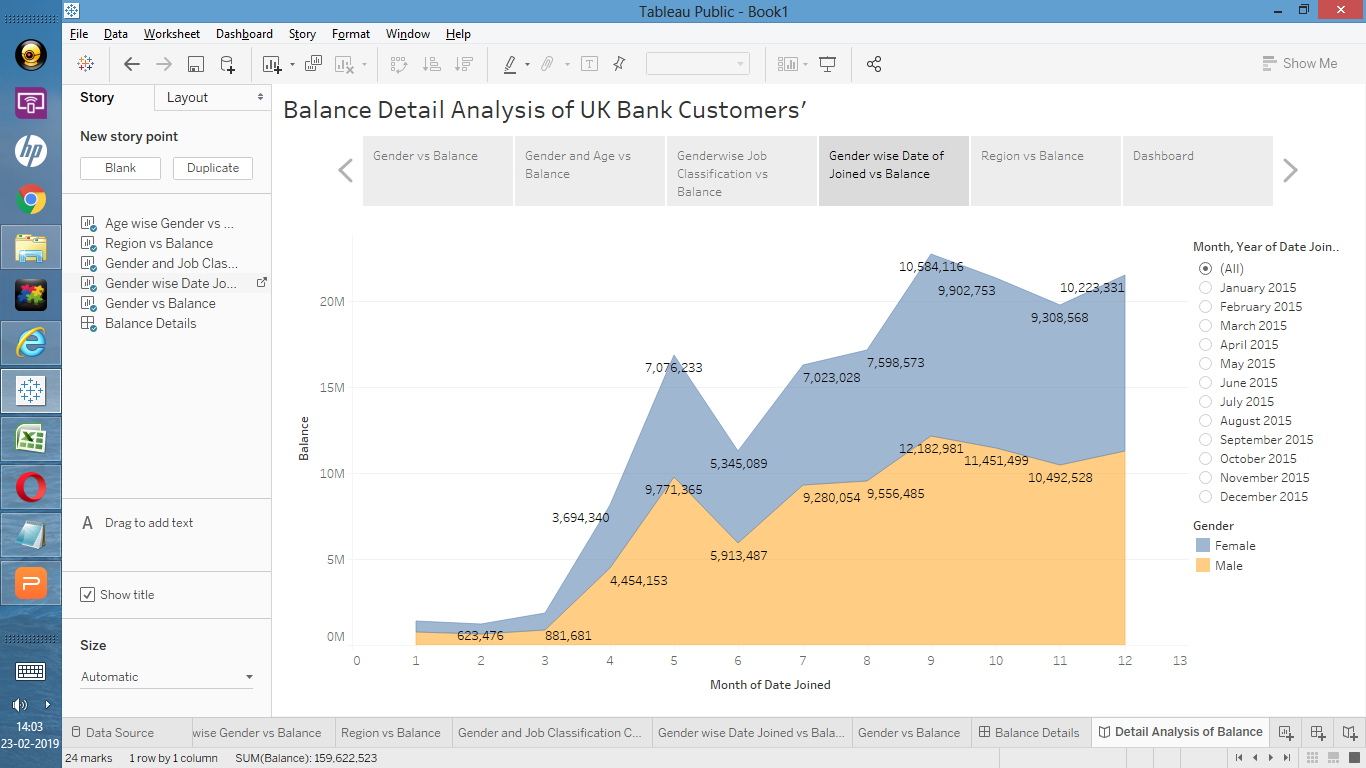 Tableau Public - Book1
File Data Worksheet Dashboard Story Format Window Help
Show Me
Story Layout
New story point
Blank Duplicate
Age wise Gender vs ...
Region vs Balance
Gender and Job Clas...
Gender wise Date Jo...
Gender vs Balance
Balance Details
A Drag to add text
Show title
Size
Automatic
Balance Detail Analysis of UK Bank Customers’
Gender vs Balance
Gender and Age vs
Balance
Genderwise Job
Classification vs
Balance
Gender wise Date of
Joined vs Balance
Region vs Balance
Dashboard
Balance
20M
15M
10M
5M
0M
10,584,116
9,902,753
10,223,331
9,308,568
7,076,233
7,023,028
7,598,573
5,345,089
12,182,981
11,451,499
10,492,528
9,771,365
9,280,054
9,556,485
3,694,340
5,913,487
4,454,153
623,476
881,681
0 1 2 3 4 5 6 7 8 9 10 11 12 13
Month of Date Joined
Month, Year of Date Join..
(All)
January 2015
February 2015
March 2015
April 2015
May 2015
June 2015
July 2015
August 2015
September 2015
October 2015
November 2015
December 2015
Gender
Female
Male
Data Source wise Gender vs Balance Region vs Balance Gender and Job Classification C... Gender wise Date Joined vs Bala... Gender vs Balance Balance Details Detail Analysis of Balance
24 marks 1 row by 1 column SUM(Balance): 159,622,523
hp
14:03
23-02-2019